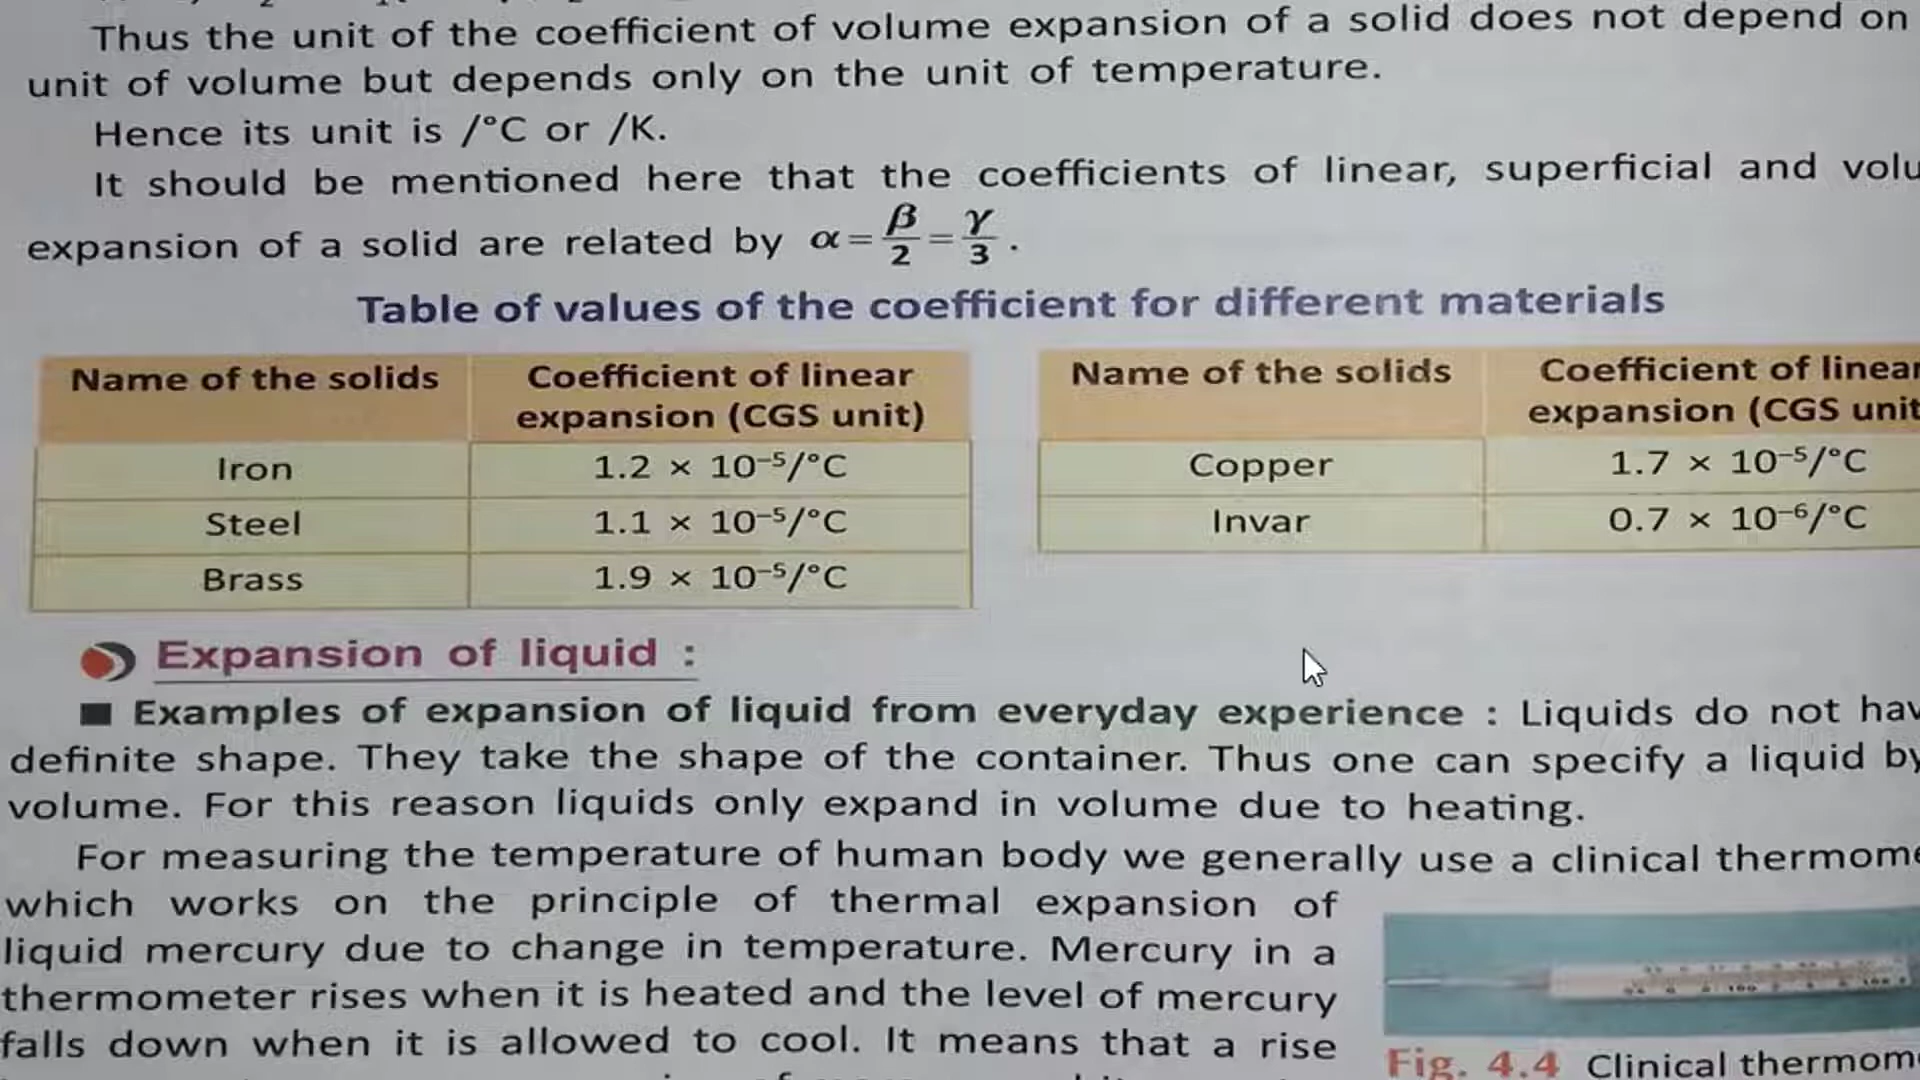 Thus the unit of the coefficient of volume expansion of a solid does not depend on
unit of volume but depends only on the unit of temperature.
Hence its unit is /°C or /K.
It should be mentioned here that the coefficients of linear, superficial and
expansion of a solid are related by α = β/2 = γ/3 .
Table of values of the coefficient for different materials
Name of the solids Coefficient of linear expansion (CGS unit)
Iron 1.2 × 10⁻⁵/°C
Steel 1.1 × 10⁻⁵/°C
Brass 1.9 × 10⁻⁵/°C
Name of the solids Coefficient of linear expansion (CGS unit
Copper 1.7 × 10⁻⁵/°C
Invar 0.7 × 10⁻⁶/°C
Expansion of liquid :
■ Examples of expansion of liquid from everyday experience : Liquids do not
definite shape. They take the shape of the container. Thus one can specify a liquid by
volume. For this reason liquids only expand in volume due to heating.
For measuring the temperature of human body we generally use a clinical
which works on the principle of thermal expansion of
liquid mercury due to change in temperature. Mercury in a
thermometer rises when it is heated and the level of mercury
falls down when it is allowed to cool. It means that a rise
Fig. 4.4 Clinical